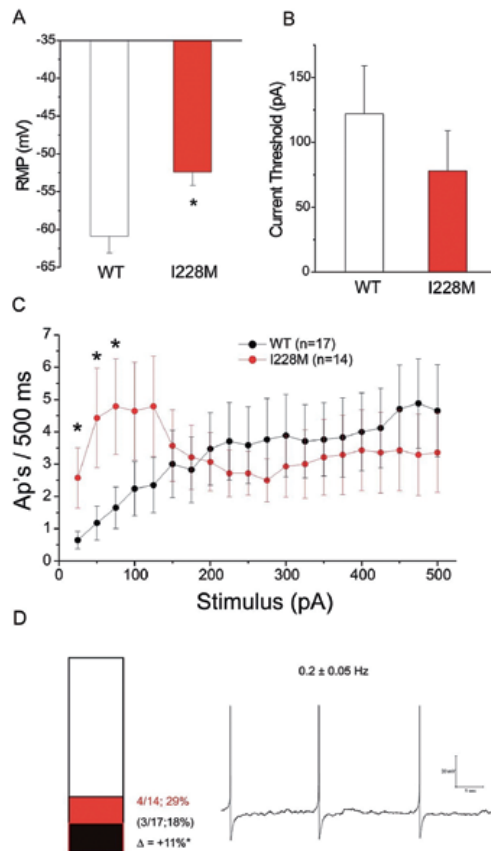 A
-35
-40
-45
-50
-55
-60
-65
RMP (mV)
*
WT I228M
B
150
100
50
0
Current Threshold (pA)
WT I228M
C
7
6
5
4
3
2
1
0
Ap's / 500 ms
* * *
WT (n=17)
I228M (n=14)
0 100 200 300 400 500
Stimulus (pA)
D
0.2 ± 0.05 Hz
4/14; 29%
(3/17;18%)
Δ = +11%*